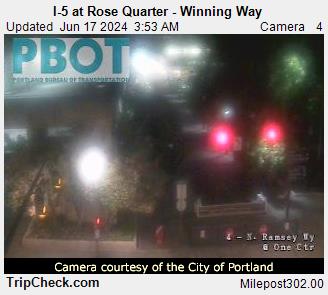 I-5 at Rose Quarter - Winning Way
Updated Jun 17 2024 3:53 AM Camera 4
PBOT
PORTLAND BUREAU OF TRANSPORTATION
4 - N. Ramsey Wy
@ One Ctr
Camera courtesy of the City of Portland
TripCheck.com Milepost302.00